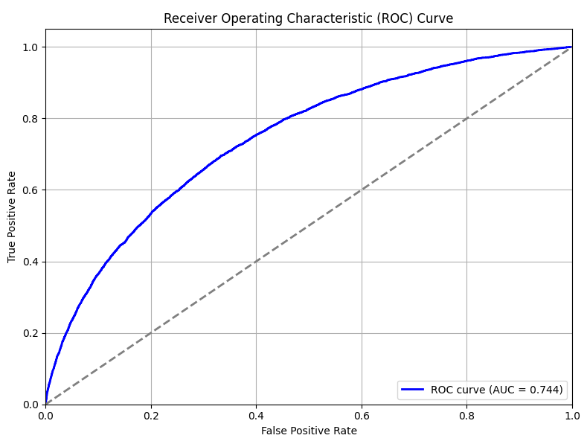 Receiver Operating Characteristic (ROC) Curve
1.0
0.8
0.6
0.4
0.2
0.0
True Positive Rate
ROC curve (AUC = 0.744)
0.0 0.2 0.4 0.6 0.8 1.0
False Positive Rate